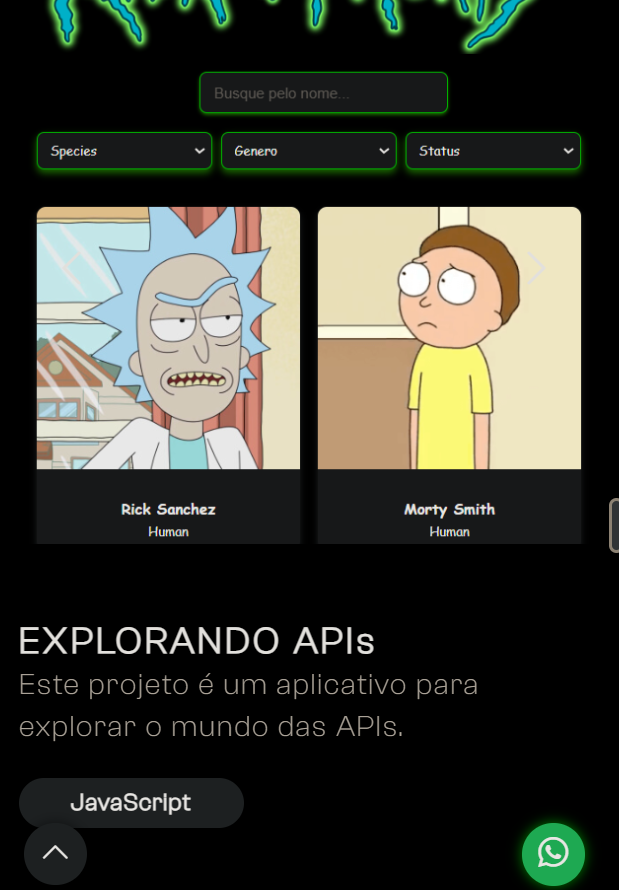 Busque pelo nome...
Species
Genero
Status
Rick Sanchez
Morty Smith
Human
Human
EXPLORANDO APIs
Este projeto é um aplicativo para
explorar o mundo das APIs.
JavaScript